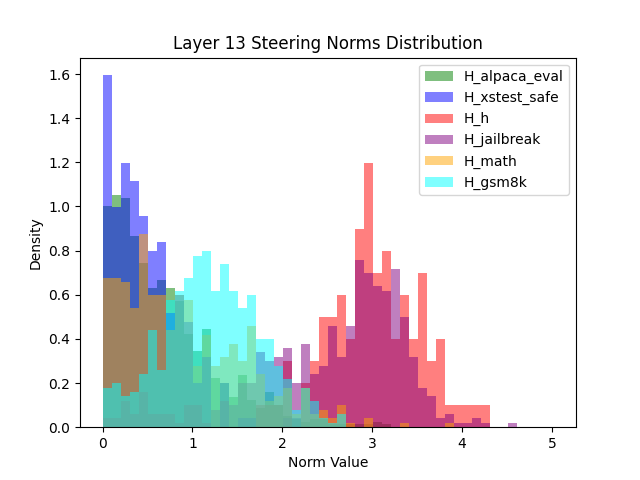 Layer 13 Steering Norms Distribution
H_alpaca_eval
H_xstest_safe
H_h
H_jailbreak
H_math
H_gsm8k
Density
1.6
1.4
1.2
1.0
0.8
0.6
0.4
0.2
0.0
0
1
2
3
4
5
Norm Value